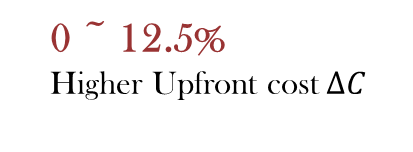 0 ~ 12.5%
Higher Upfront cost ΔC